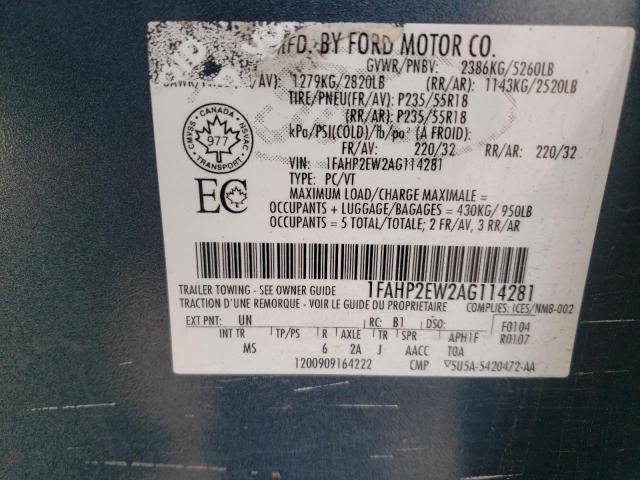 MFD. BY FORD MOTOR CO.
GVWR/PNBV: 2386KG/5260LB
AV) 1279KG/2820LB (RR/AR): 1143KG/2520LB
TIRE/PNEU(FR/AV): P235/55R18
(RR/AR): P235/55R18
kPa/PSI(COLD)/lb/po² (A FROID):
FR/AV: 220/32 RR/AR: 220/32
VIN: 1FAHP2EW2AG114281
TYPE: PC/VT
MAXIMUM LOAD/CHARGE MAXIMALE =
OCCUPANTS + LUGGAGE/BAGAGES = 430KG/ 950LB
OCCUPANTS = 5 TOTAL/TOTALE; 2 FR/AV, 3 RR/AR
CMVSS • CANADA • NSVAC • TRANSPORT
977
EC
TRAILER TOWING - SEE OWNER GUIDE
1FAHP2EW2AG114281
TRACTION D'UNE REMORQUE - VOIR LE GUIDE
COMPLIES: ICES/NMB-002
EXT PNT: UN RC: B1 DSO: F0104
INT TR TP/PS R AXLE TR SPR APH1F R0107
MS 6 2A J AACC TOA
1200909164222 CMP 5U5A-5420472-AA